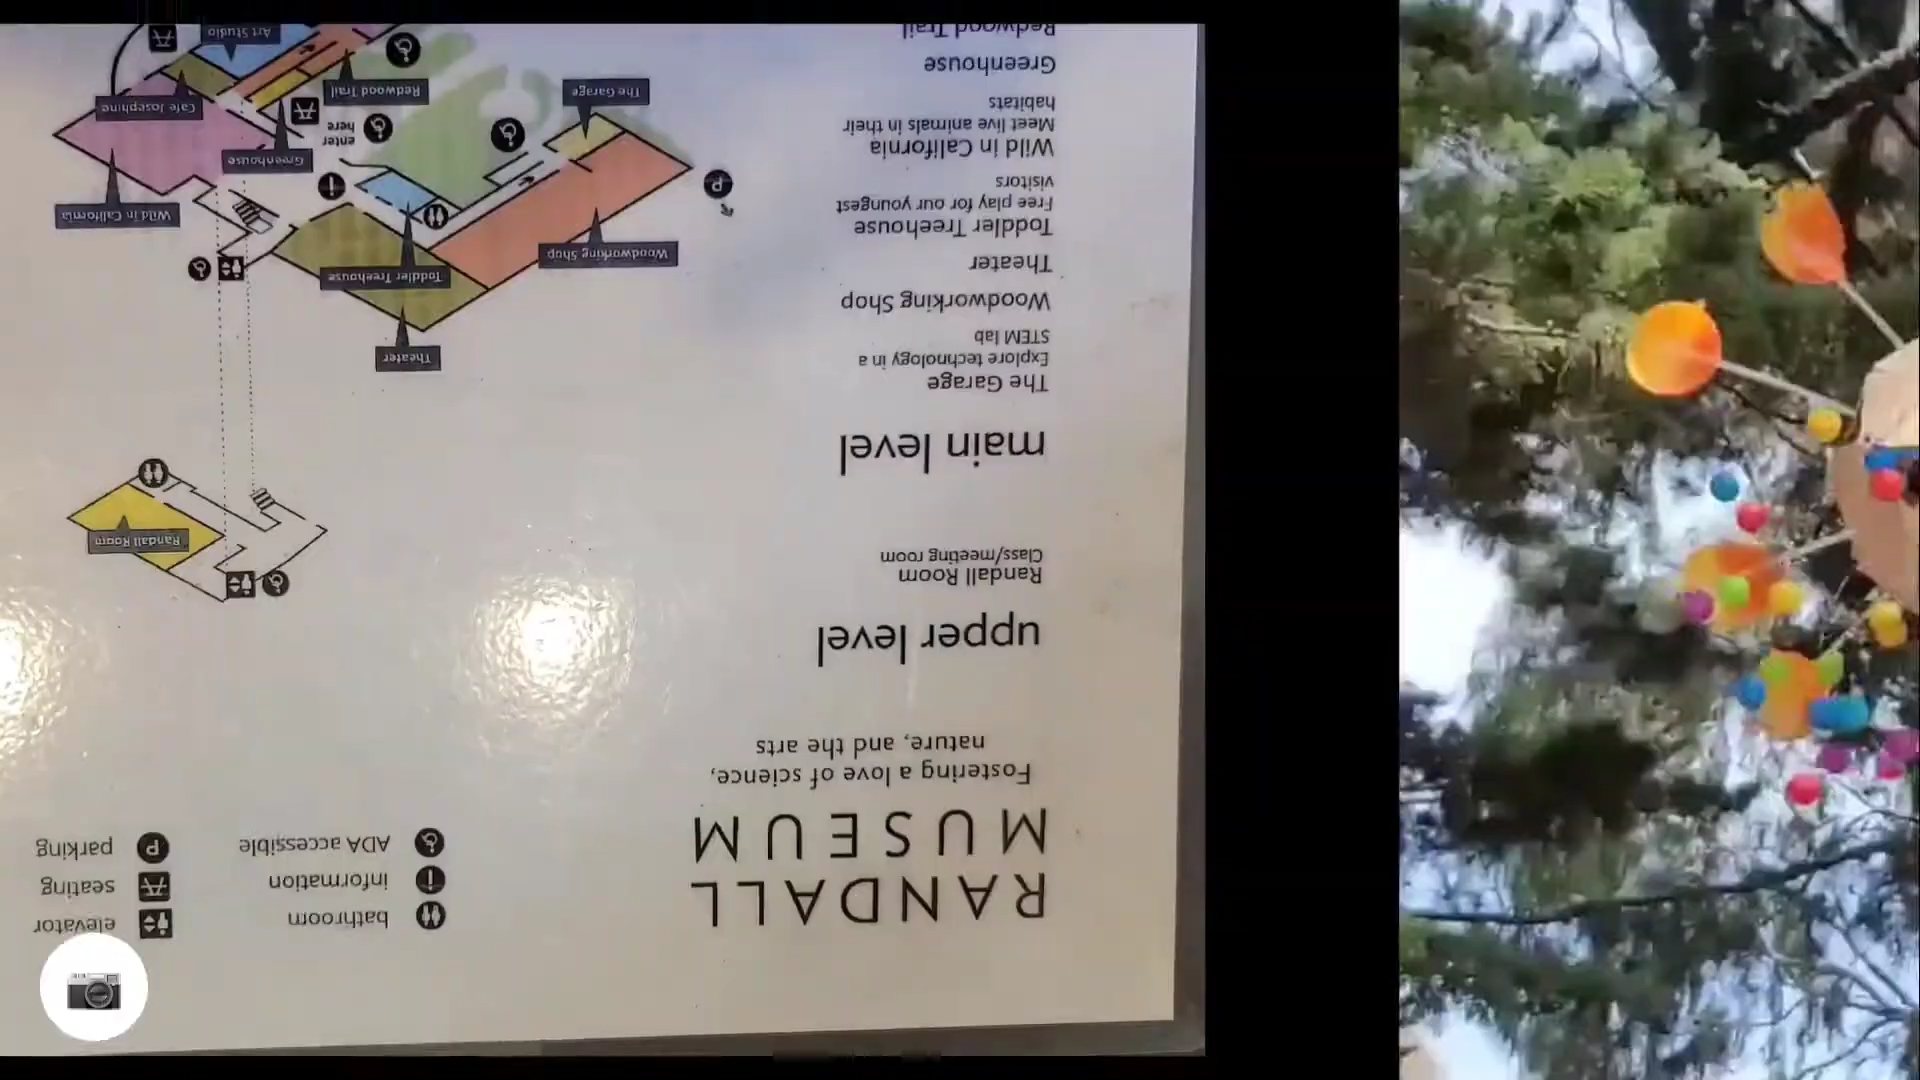 RANDALL
MUSEUM
Fostering a love of science,
nature, and the arts
upper level
Randall Room
Class/meeting room
main level
The Garage
Explore technology in a
STEM lab
Woodworking Shop
Theater
Toddler Treehouse
Free play for our youngest
visitors
Wild in California
Meet live animals in their
habitats
Greenhouse
Redwood Trail
bathroom
information
ADA accessible
elevator
seating
P parking
Randall Room
Theater
Woodworking Shop
Toddler Treehouse
Wild in California
P
Greenhouse
enter
here
Cafe Josephine
Redwood Trail
The Garage
Art Studio